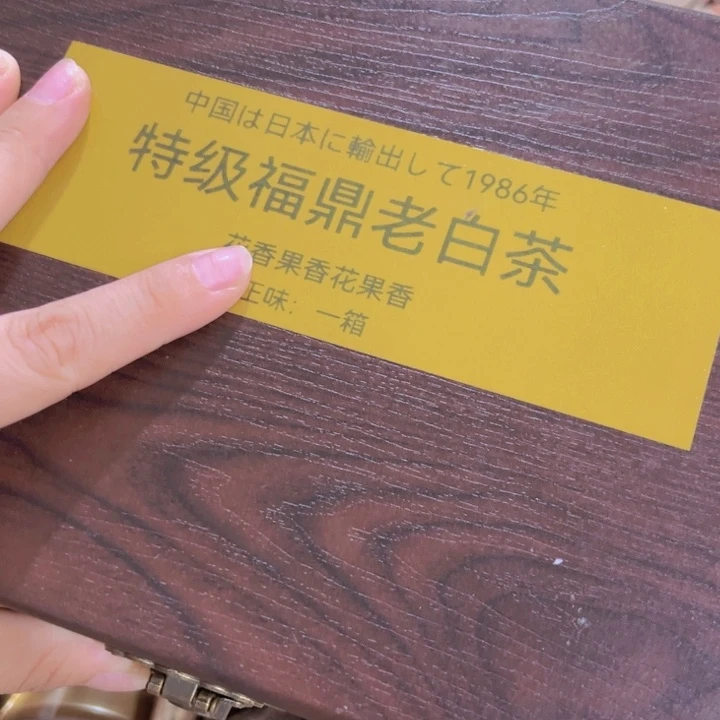 中国は日本に輸出して1986年
特级福鼎老白茶
花香果香花果香
正味：一箱